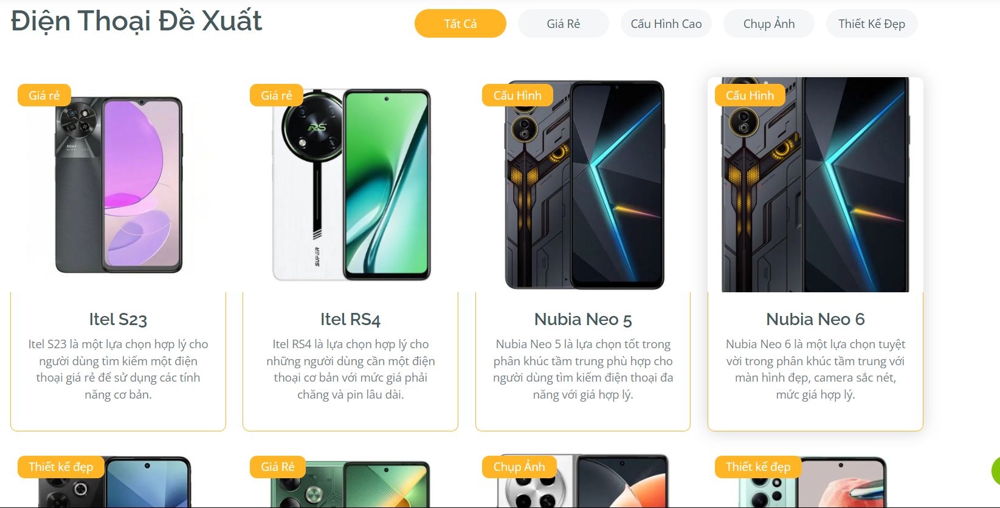 Điện Thoại Đề Xuất
Tất Cả
Giá Rẻ
Cấu Hình Cao
Chụp Ảnh
Thiết Kế Đẹp
Giá rẻ
Giá rẻ
Cấu Hình
Cấu Hình
50MP
RS
SUPER
Itel S23
Itel S23 là một lựa chọn hợp lý cho
người dùng tìm kiếm một điện
thoại giá rẻ để sử dụng các tính
năng cơ bản.
Itel RS4
Itel RS4 là lựa chọn hợp lý cho
những người dùng cần một điện
thoại cơ bản với mức giá phải
chăng và pin lâu dài.
Nubia Neo 5
Nubia Neo 5 là lựa chọn tốt trong
phân khúc tầm trung phù hợp cho
người dùng tìm kiếm điện thoại đa
năng với giá hợp lý.
Nubia Neo 6
Nubia Neo 6 là một lựa chọn tuyệt
vời trong phân khúc tầm trung với
màn hình đẹp, camera sắc nét,
mức giá hợp lý.
Thiết kế đẹp
Giá Rẻ
Chụp Ảnh
Thiết kế đẹp